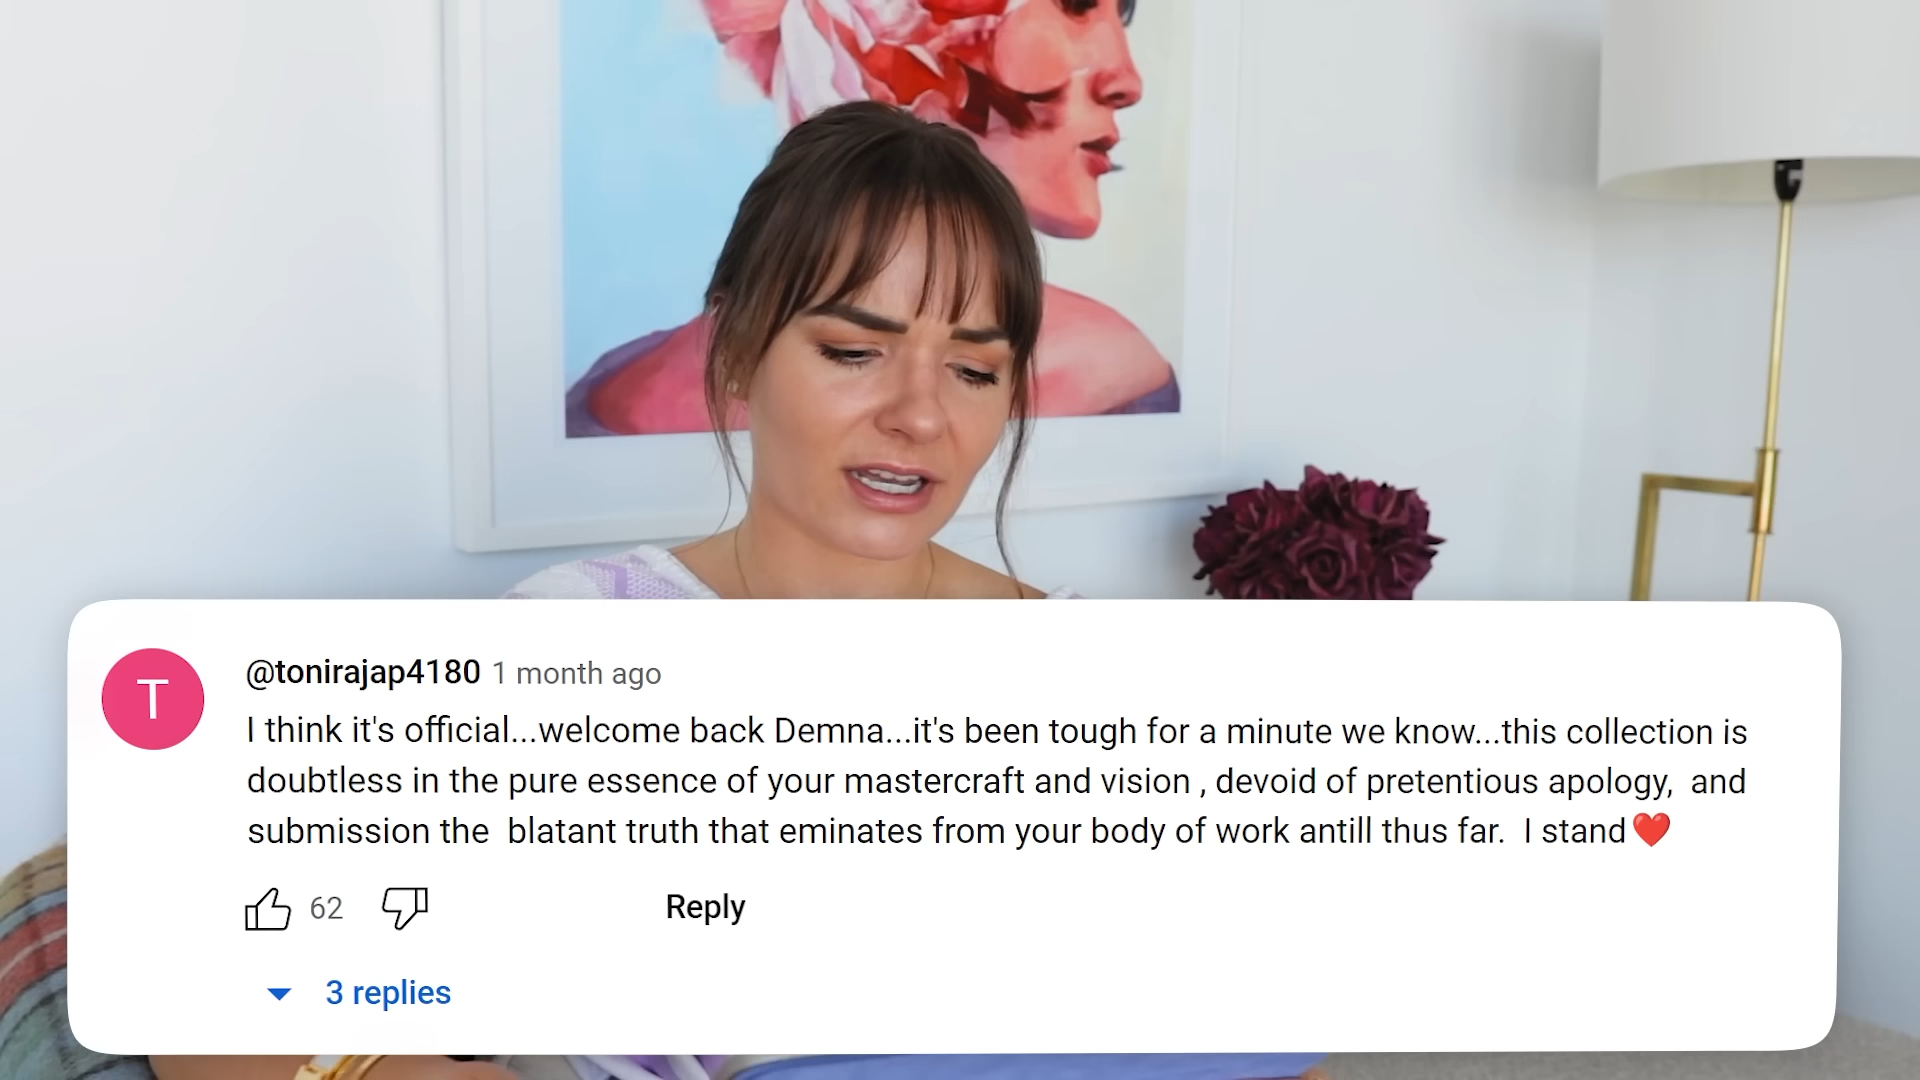 T
@tonirajap4180 1 month ago
I think it's official...welcome back Demna...it's been tough for a minute we know...this collection is
doubtless in the pure essence of your mastercraft and vision , devoid of pretentious apology,  and
submission the  blatant truth that eminates from your body of work antill thus far.  I stand❤️
62
Reply
3 replies